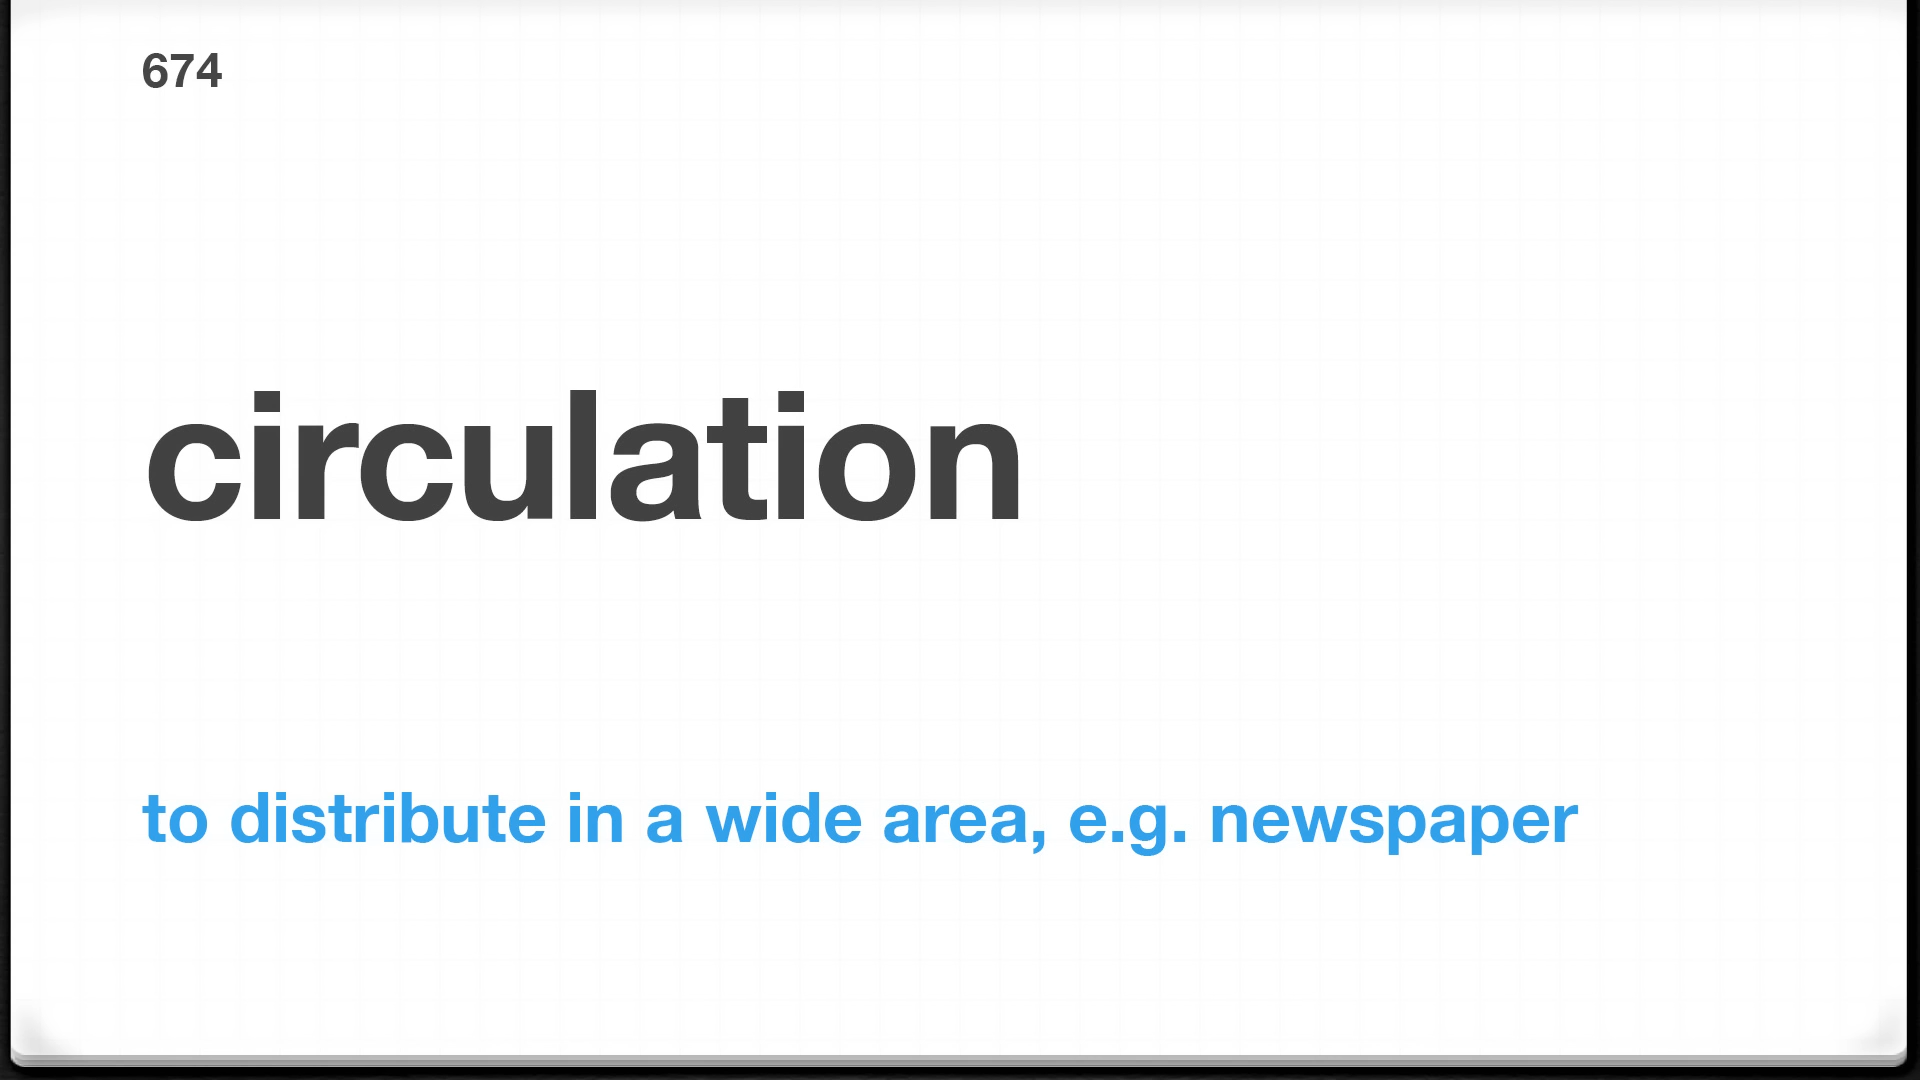 674
circulation
to distribute in a wide area, e.g. newspaper